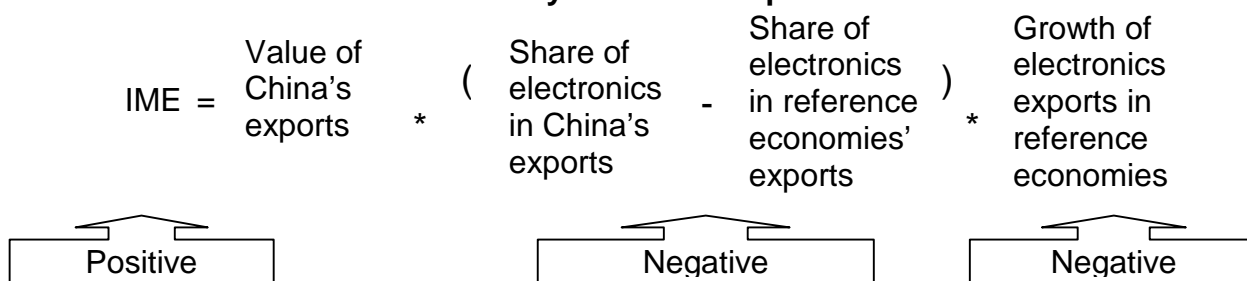 IME = Value of China's exports * ( Share of electronics in China's exports - Share of electronics in reference economies' exports ) * Growth of electronics exports in reference economies
Positive Negative Negative